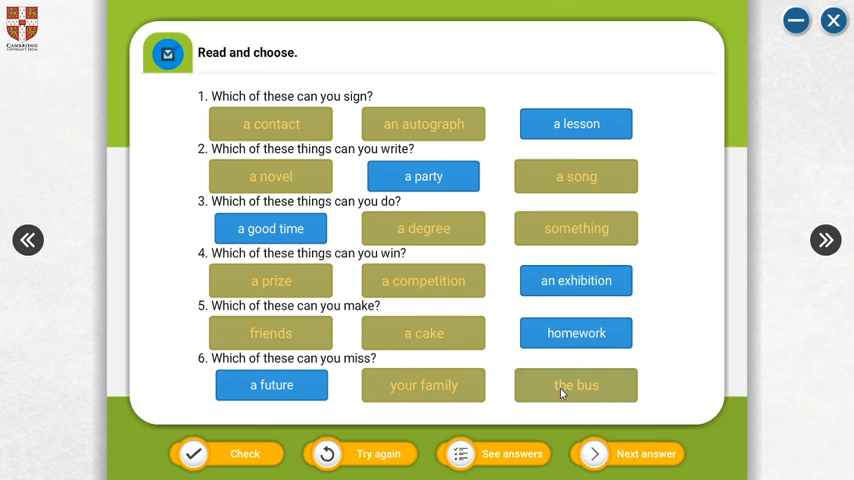 CAMBRIDGE
Read and choose.
1. Which of these can you sign?
a contact an autograph a lesson
2. Which of these things can you write?
a novel a party a song
3. Which of these things can you do?
a good time a degree something
4. Which of these things can you win?
a prize a competition an exhibition
5. Which of these can you make?
friends a cake homework
6. Which of these can you miss?
a future your family the bus
Check Try again See answers Next answer